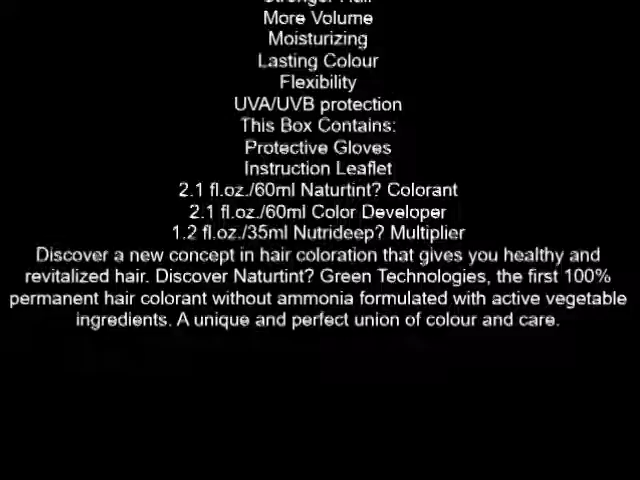 More Volume
Moisturizing
Lasting Colour
Flexibility
UVA/UVB protection
This Box Contains:
Protective Gloves
Instruction Leaflet
2.1 fl.oz./60ml Naturtint? Colorant
2.1 fl.oz./60ml Color Developer
1.2 fl.oz./35ml Nutrideep? Multiplier
Discover a new concept in hair coloration that gives you healthy and
revitalized hair. Discover Naturtint? Green Technologies, the first 100%
permanent hair colorant without ammonia formulated with active vegetable
ingredients. A unique and perfect union of colour and care.